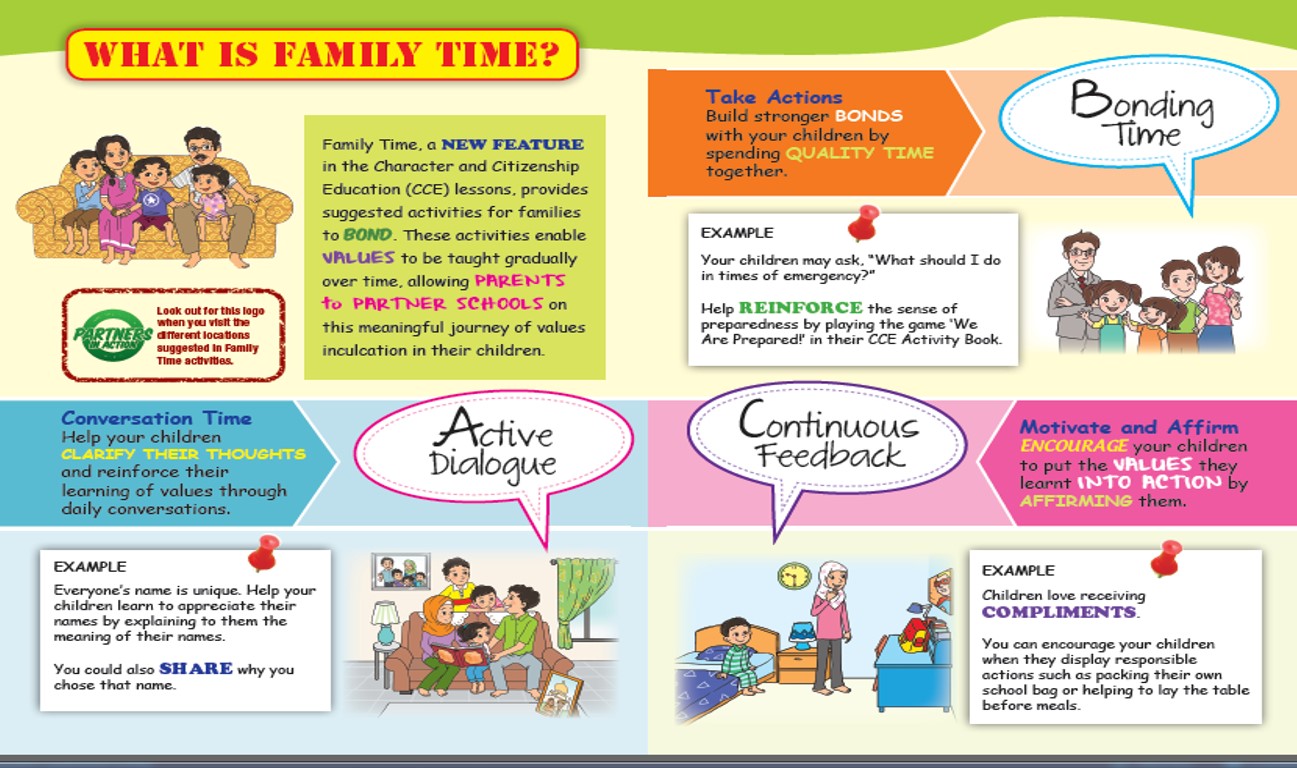 WHAT IS FAMILY TIME?
Family Time, a NEW FEATURE
in the Character and Citizenship
Education (CCE) lessons, provides
suggested activities for families
to BOND. These activities enable
VALUES to be taught gradually
over time, allowing PARENTS
to PARTNER SCHOOLS on
this meaningful journey of values
inculcation in their children.
PARTNERS
IN ACTION
Look out for this logo
when you visit the
different locations
suggested in Family
Time activities.
Take Actions
Build stronger BONDS
with your children by
spending QUALITY TIME
together.
Bonding
Time
EXAMPLE
Your children may ask, "What should I do
in times of emergency?"
Help REINFORCE the sense of
preparedness by playing the game 'We
Are Prepared!' in their CCE Activity Book.
Conversation Time
Help your children
CLARIFY THEIR THOUGHTS
and reinforce their
learning of values through
daily conversations.
Active
Dialogue
EXAMPLE
Everyone's name is unique. Help your
children learn to appreciate their
names by explaining to them the
meaning of their names.
You could also SHARE why you
chose that name.
Continuous
Feedback
Motivate and Affirm
ENCOURAGE your children
to put the VALUES they
learnt INTO ACTION by
AFFIRMING them.
EXAMPLE
Children love receiving
COMPLIMENTS.
You can encourage your children
when they display responsible
actions such as packing their own
school bag or helping to lay the table
before meals.